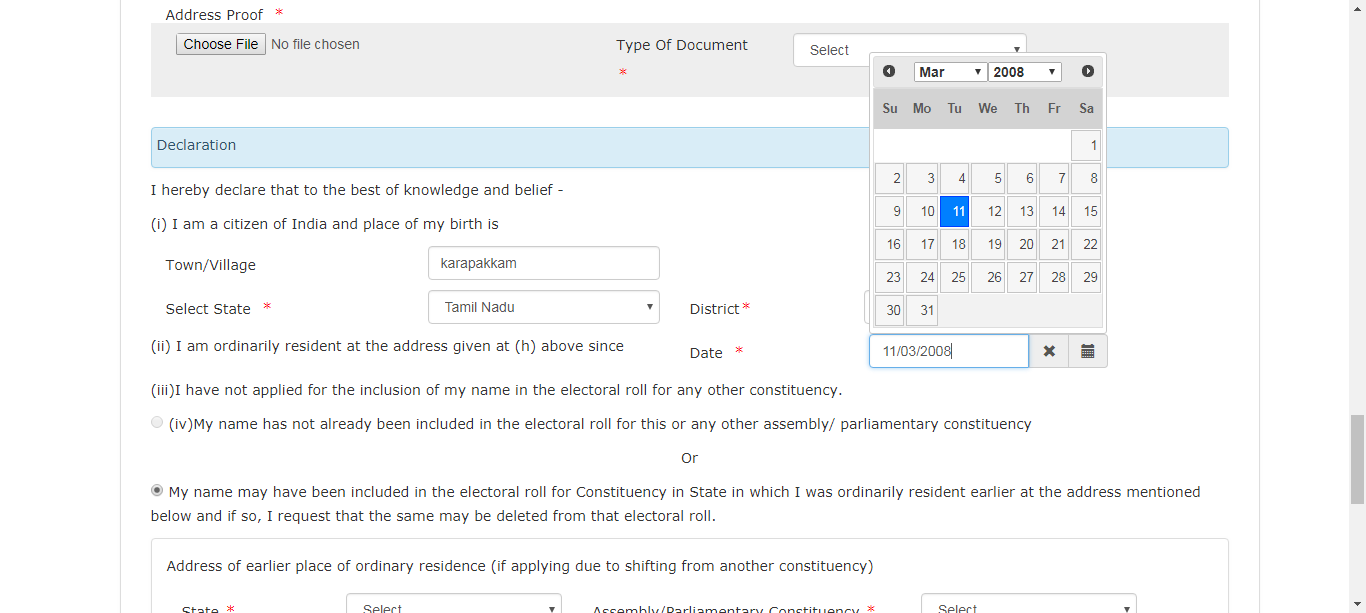 Address Proof *
Choose File No file chosen
Type Of Document
*
Select
Mar 2008
Su Mo Tu We Th Fr Sa
1
2 3 4 5 6 7 8
9 10 11 12 13 14 15
16 17 18 19 20 21 22
23 24 25 26 27 28 29
30 31
Declaration
I hereby declare that to the best of knowledge and belief -
(i) I am a citizen of India and place of my birth is
Town/Village karapakkam
Select State * Tamil Nadu District*
(ii) I am ordinarily resident at the address given at (h) above since Date * 11/03/2008
(iii)I have not applied for the inclusion of my name in the electoral roll for any other constituency.
(iv)My name has not already been included in the electoral roll for this or any other assembly/ parliamentary constituency
Or
My name may have been included in the electoral roll for Constituency in State in which I was ordinarily resident earlier at the address mentioned
below and if so, I request that the same may be deleted from that electoral roll.
Address of earlier place of ordinary residence (if applying due to shifting from another constituency)
State * Select Assembly/Parliamentary Constituency * Select